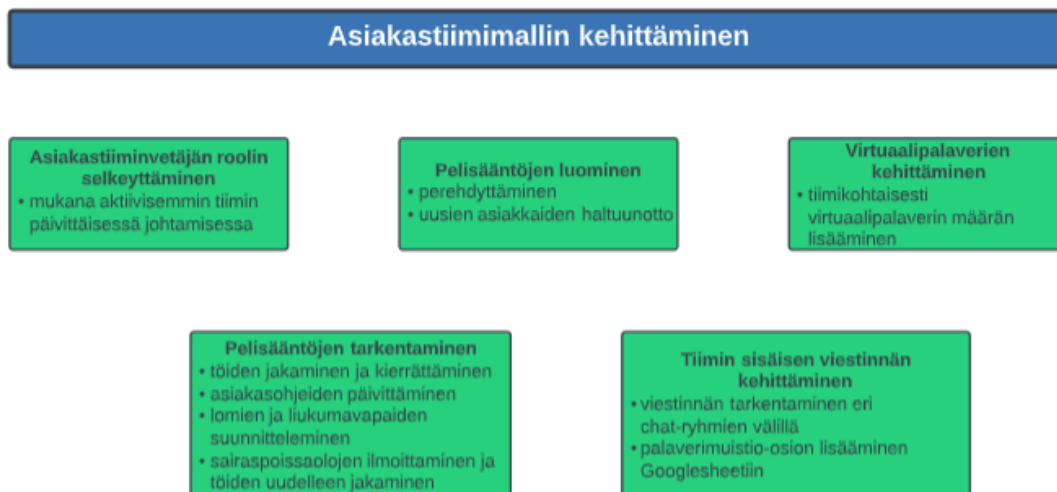 Asiakastiimimallin kehittäminen
Asiakastiiminvetäjän roolin
selkeyttäminen
• mukana aktiivisemmin tiimin
päivittäisessä johtamisessa
Pelisääntöjen luominen
• perehdyttäminen
• uusien asiakkaiden haltuunotto
Virtuaalipalaverien
kehittäminen
• tiimikohtaisesti
virtuaalipalaverin määrän
lisääminen
Pelisääntöjen tarkentaminen
• töiden jakaminen ja kierrättäminen
• asiakasohjeiden päivittäminen
• lomien ja liukumavapaiden
suunnitteleminen
• sairaspoissaolojen ilmoittaminen ja
töiden uudelleen jakaminen
Tiimin sisäisen viestinnän
kehittäminen
• viestinnän tarkentaminen eri
chat-ryhmien välillä
• palaverimuistio-osion lisääminen
Googlesheetiin